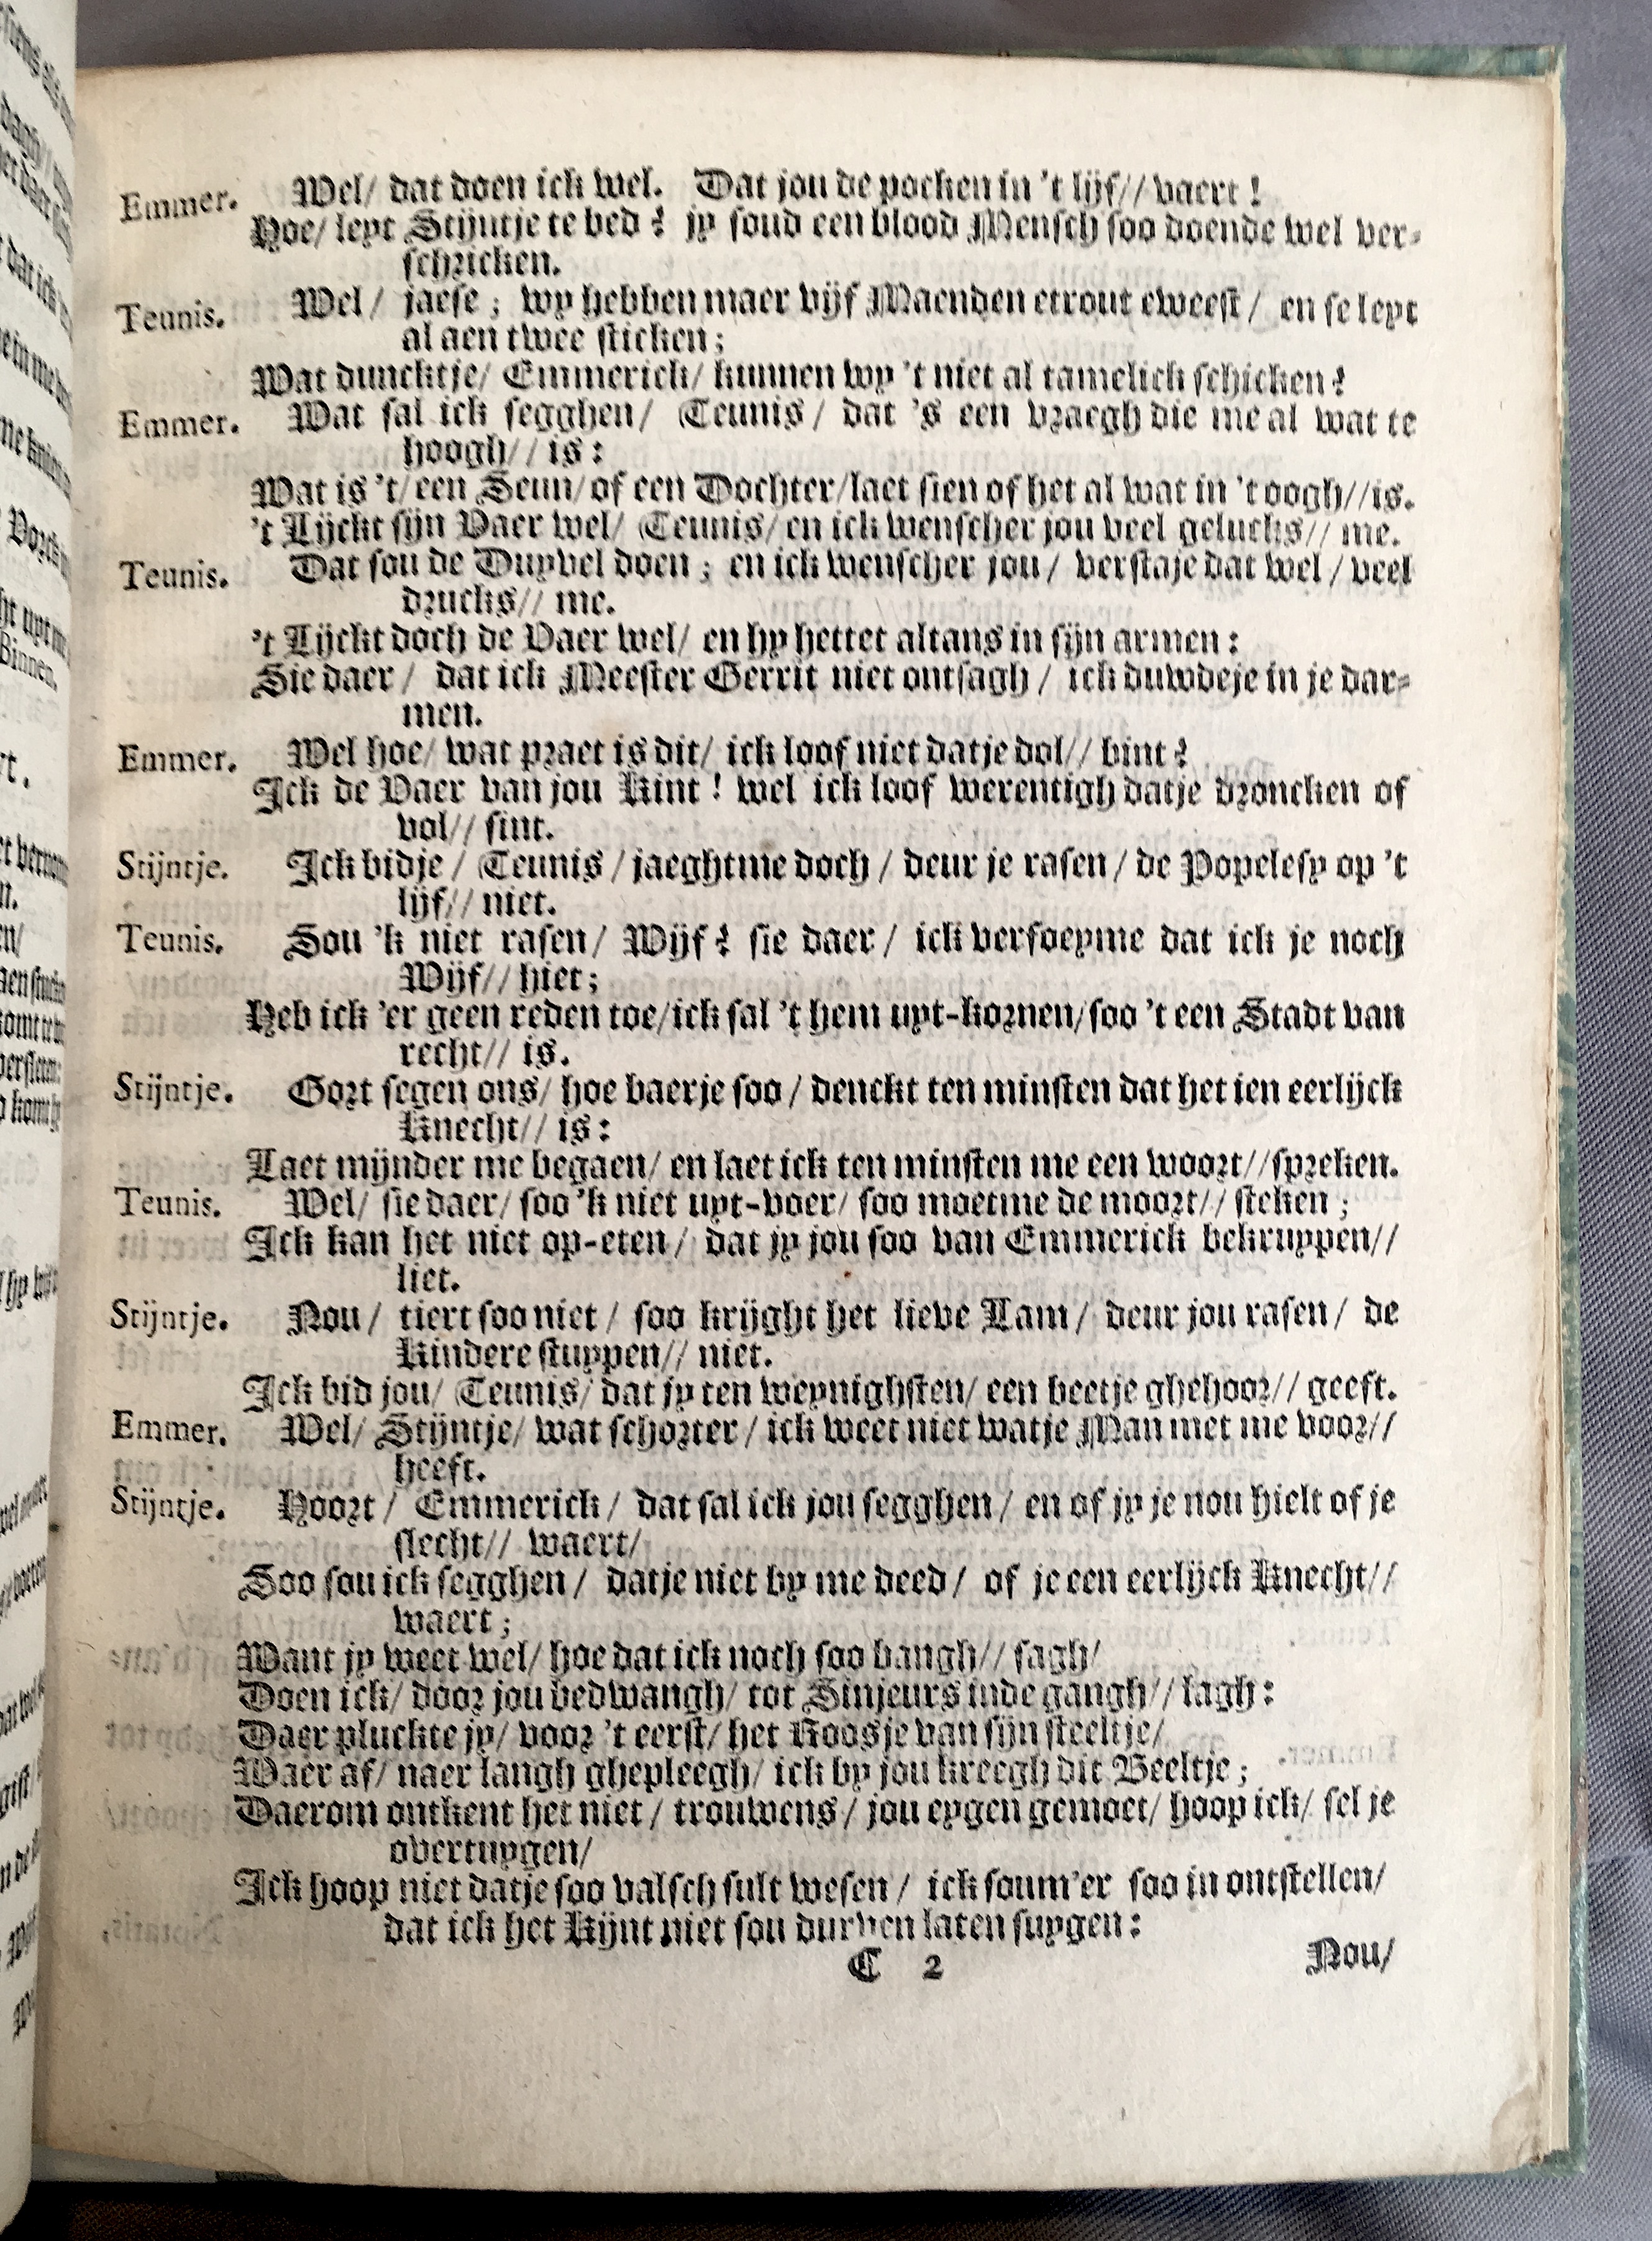 Emmer. Wel/ dat doen ick wel. Dat jou de pocken in 't lijf// vaert!
Hoe/ leyt Stijntje te bed? jy soud een blood Mensch soo doende wel ver-
schricken.
Teunis. Wel/ jaese; wy hebben maer vijf Maenden etrout eweest/ en se leyt
al aen twee sticken;
Wat duncktje/ Emmerick/ kunnen wy 't niet al tamelick schicken?
Emmer. Wat sal ick segghen/ Teunis/ dat 's een vraegh die me al wat te
hoogh// is:
Wat is 't/ een Seun/ of een Dochter/ laet sien of het al wat in 't oogh// is.
't Lijckt sijn Vaer wel/ Teunis/ en ick wenscher jou veel gelucks// me.
Teunis. Dat sou de Duyvel doen; en ick wenscher jou/ verstaje dat wel/ veel
drucks// me.
't Lijckt doch de Vaer wel/ en hy hettet altans in sijn armen:
Sie daer/ dat ick Meester Gerrit niet ontsagh/ ick duwdeje in je dar-
men.
Emmer. Wel hoe/ wat praet is dit/ ick loof niet datje dol// bint?
Ick de Vaer van jou Kint! wel ick loof werentigh datje droncken of
vol// sint.
Stijntje. Ick bidje/ Teunis/ jaeghtme doch/ deur je rasen/ de Popelesy op 't
lijf// niet.
Teunis. Sou 'k niet rasen/ Wijf? sie daer/ ick verfoeyme dat ick je noch
Wijf// hiet;
Heb ick 'er geen reden toe/ ick sal 't hem uyt-kornen/ soo 't een Stadt van
recht// is.
Stijntje. Gort segen ons/ hoe baerje soo/ denckt ten minsten dat het ien eerlijck
Knecht// is:
Laet mijnder me begaen/ en laet ick ten minsten me een woort// spreken.
Teunis. Wel/ sie daer/ soo 'k niet uyt-voer/ soo moetme de moort// steken;
Ick kan het niet op-eten/ dat jy jou soo van Emmerick bekruypen//
liet.
Stijntje. Nou/ tiert soo niet/ soo krijght het lieve Lam/ deur jou rasen/ de
Kindere stuypen// niet.
Ick bid jou/ Teunis/ dat jy ten weynighsten/ een beetje ghehoor// geeft.
Emmer. Wel/ Stijntje/ wat schorter/ ick weet niet watje Man met me voor//
heeft.
Stijntje. Hoort/ Emmerick/ dat sal ick jou segghen/ en of jy je nou hielt of je
slecht// waert/
Soo sou ick segghen/ datje niet by me deed/ of je een eerlijck Knecht//
waert;
Want jy weet wel/ hoe dat ick noch soo bangh// sagh/
Doen ick/ door jou bedwangh/ tot Sinjeurs inde gangh// lagh:
Daer pluckte jy/ voor 't eerst/ het Roosje van sijn steeltje/
Waer af/ naer langh ghepleegh/ ick by jou kreegh dit Beeltje;
Daerom ontkent het niet/ trouwens/ jou eygen gemoet/ hoop ick/ sel je
overtuygen/
Ick hoop niet datje soo valsch sult wesen/ ick soum'er soo in ontstellen/
dat ick het Kijnt niet sou durven laten suygen:
C 2 Nou/